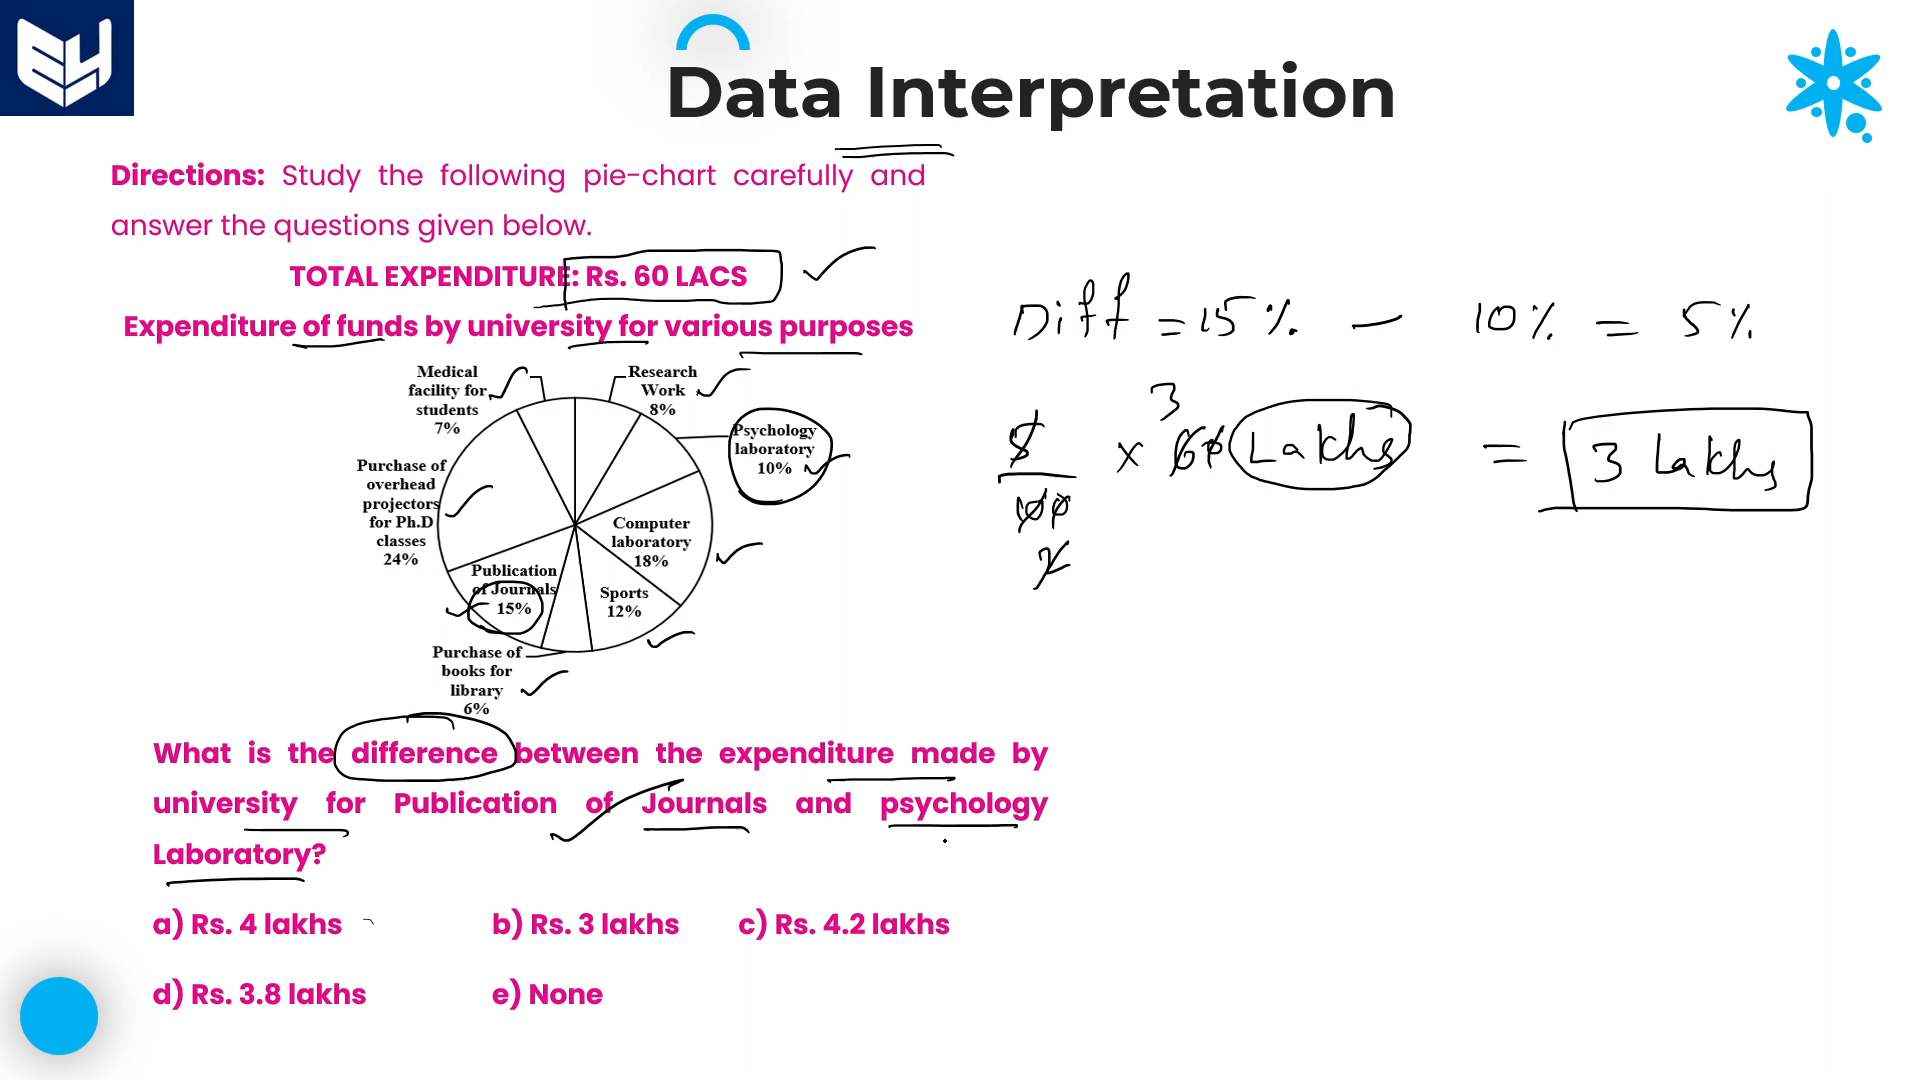 EY
Data Interpretation
Directions: Study the following pie-chart carefully and
answer the questions given below.
TOTAL EXPENDITURE: Rs. 60 LACS
Expenditure of funds by university for various purposes
Medical
facility for
students
7%
Research
Work
8%
Psychology
laboratory
10%
Purchase of
overhead
projectors
for Ph.D
classes
24%
Computer
laboratory
18%
Publication
of Journals
15%
Sports
12%
Purchase of
books for
library
6%
What is the difference between the expenditure made by
university for Publication of Journals and psychology
Laboratory?
a) Rs. 4 lakhs b) Rs. 3 lakhs c) Rs. 4.2 lakhs
d) Rs. 3.8 lakhs e) None
Diff = 15% - 10% = 5%
3
5 × 60 Lakhs = 3 Lakhs
100
2